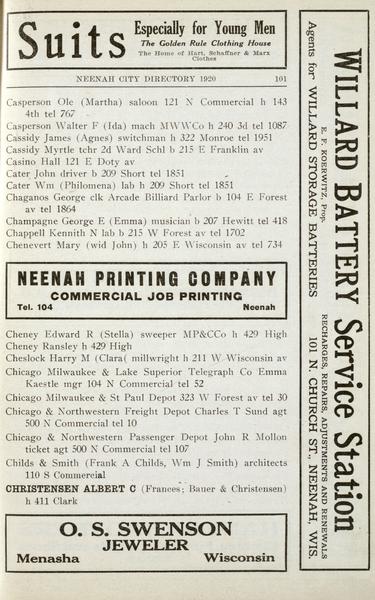 Suits
Especially for Young Men
The Golden Rule Clothing House
The Home of Hart, Schaffner & Marx
Clothes
NEENAH CITY DIRECTORY 1920 101
Casperson Ole (Martha) saloon 121 N Commercial h 143
4th tel 767
Casperson Walter F (Ida) mach MWWCo h 240 3d tel 1087
Cassidy James (Agnes) switchman h 322 Monroe tel 1951
Cassidy Myrtle tchr 2d Ward Schl b 215 E Franklin av
Casino Hall 121 E Doty av
Cater John driver b 209 Short tel 1851
Cater Wm (Philomena) lab h 209 Short tel 1851
Chaganos George clk Arcade Billiard Parlor b 104 E Forest
av tel 1864
Champagne George E (Emma) musician b 207 Hewitt tel 418
Chappell Kennith N lab b 215 W Forest av tel 1702
Chenevert Mary (wid John) h 205 E Wisconsin av tel 734
NEENAH PRINTING COMPANY
COMMERCIAL JOB PRINTING
Tel. 104 Neenah
Cheney Edward R (Stella) sweeper MP&CCo h 429 High
Cheney Ransley h 429 High
Cheslock Harry M (Clara( millwright h 211 W Wisconsin av
Chicago Milwaukee & Lake Superior Telegraph Co Emma
Kaestle mgr 104 N Commercial tel 52
Chicago Milwaukee & St Paul Depot 323 W Forest av tel 30
Chicago & Northwestern Freight Depot Charles T Sund agt
500 N Commercial tel 10
Chicago & Northwestern Passenger Depot John R Mollon
ticket agt 500 N Commercial tel 107
Childs & Smith (Frank A Childs, Wm J Smith) architects
110 S Commercial
CHRISTENSEN ALBERT C (Frances; Bauer & Christensen)
h 411 Clark
O. S. SWENSON
JEWELER
Menasha Wisconsin
WILLARD BATTERY Service Station
E. F. KOERWITZ, Prop. RECHARGES, REPAIRS, ADJUSTMENTS AND RENEWALS
Agents for WILLARD STORAGE BATTERIES 101 N. CHURCH ST., NEENAH, WIS.